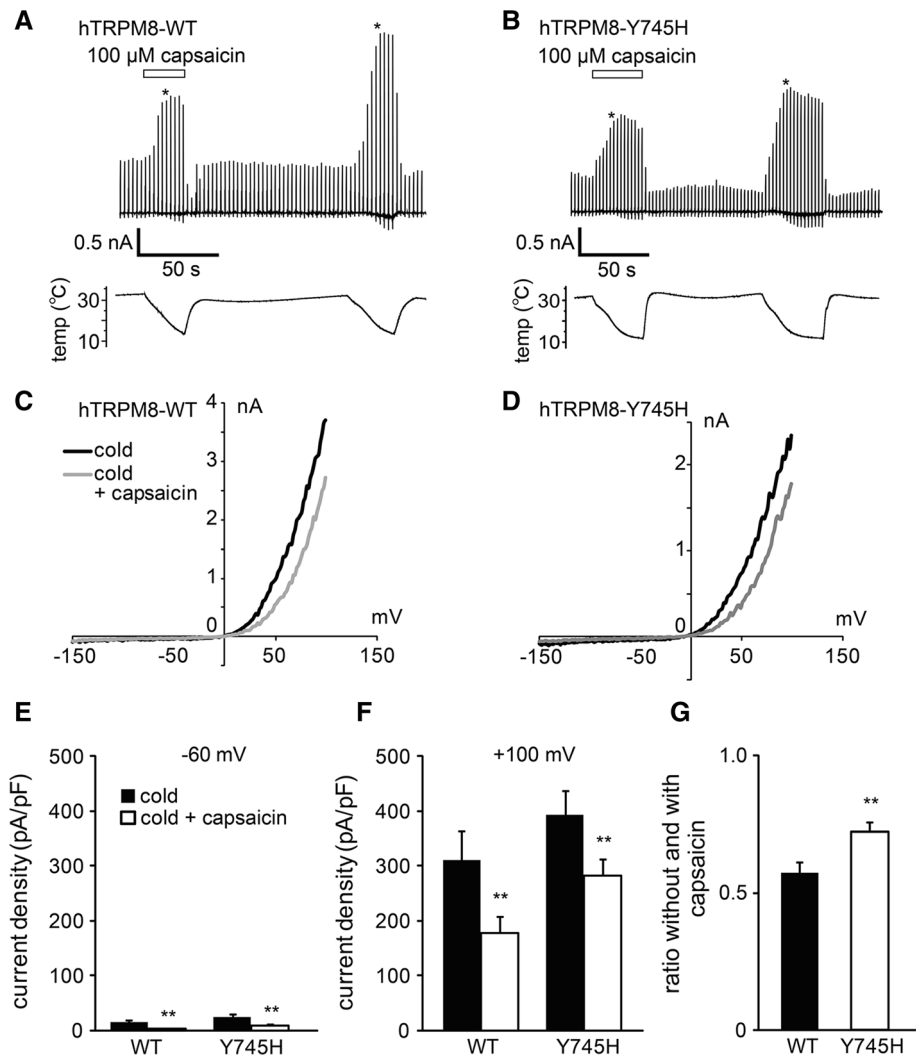 A
hTRPM8-WT
100 µM capsaicin
*
*
0.5 nA
50 s
temp (°C)
30
10
B
hTRPM8-Y745H
100 µM capsaicin
*
*
0.5 nA
50 s
temp (°C)
30
10
C
hTRPM8-WT
cold
cold
+ capsaicin
nA
4
3
2
1
0
mV
-150
-50
50
150
D
hTRPM8-Y745H
nA
2
1
0
mV
-150
-50
50
150
E
-60 mV
cold
cold + capsaicin
current density (pA/pF)
500
400
300
200
100
0
**
**
WT
Y745H
F
+100 mV
current density (pA/pF)
500
400
300
200
100
0
**
**
WT
Y745H
G
ratio without and with
capsaicin
1.0
0.5
0
**
WT
Y745H